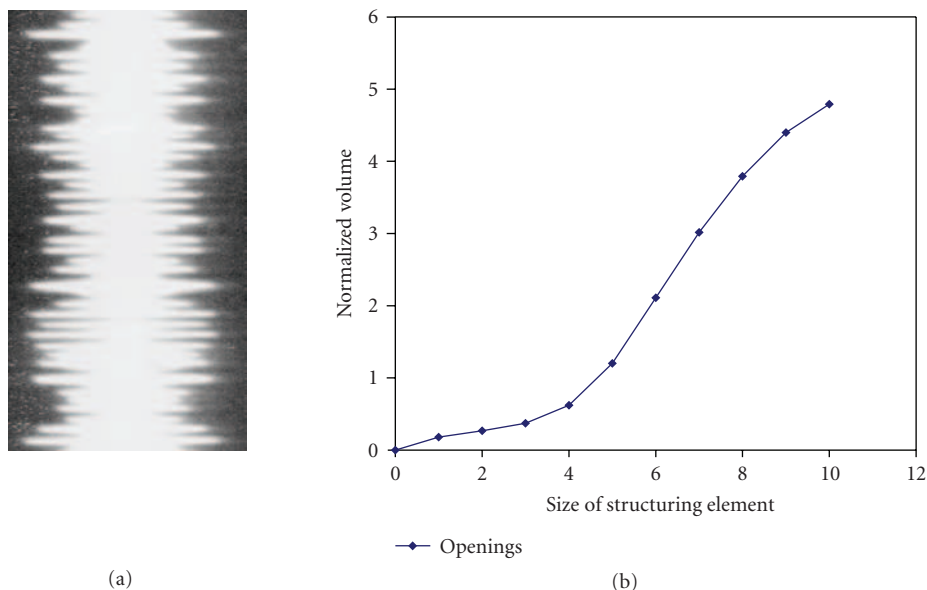 6
5
4
3
2
1
0
Normalized volume
0 2 4 6 8 10 12
Size of structuring element
Openings
(a) (b)